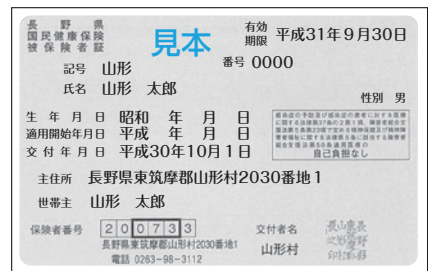 長野県
国民健康保険
被保険者証
見本
有効期限 平成31年9月30日
記号 山形
番号 0000
氏名 山形 太郎
性別 男
生年月日 昭和 年 月 日
適用開始年月日 平成 年 月 日
交付年月日 平成30年10月1日
自己負担なし
主住所 長野県東筑摩郡山形村2030番地1
世帯主 山形 太郎
保険者番号 200733
交付者名 山形村
長野県東筑摩郡山形村2030番地1
電話 0263-98-3112